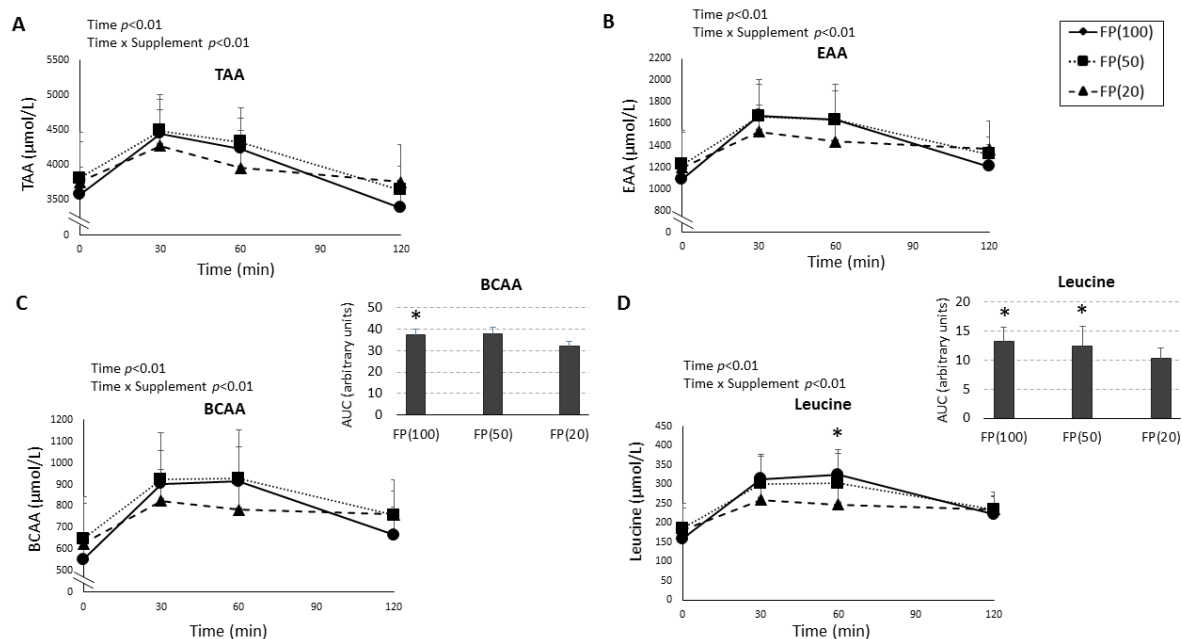 A
Time p<0.01
Time x Supplement p<0.01
TAA
TAA (µmol/L)
5500
5000
4500
4000
3500
0
0 30 60 90 120
Time (min)
B
Time p<0.01
Time x Supplement p<0.01
EAA
EAA (µmol/L)
2200
2000
1800
1600
1400
1200
1000
800
0
0 30 60 90 120
Time (min)
FP(100)
FP(50)
FP(20)
C
Time p<0.01
Time x Supplement p<0.01
BCAA
BCAA (µmol/L)
1200
1100
1000
900
800
700
600
500
0
0 30 60 90 120
Time (min)
BCAA
AUC (arbitrary units)
50
40
30
20
10
0
*
FP(100) FP(50) FP(20)
D
Time p<0.01
Time x Supplement p<0.01
Leucine
*
Leucine (µmol/L)
450
400
350
300
250
200
150
100
50
0
0 30 60 90 120
Time (min)
Leucine
AUC (arbitrary units)
20
15
10
5
0
* *
FP(100) FP(50) FP(20)